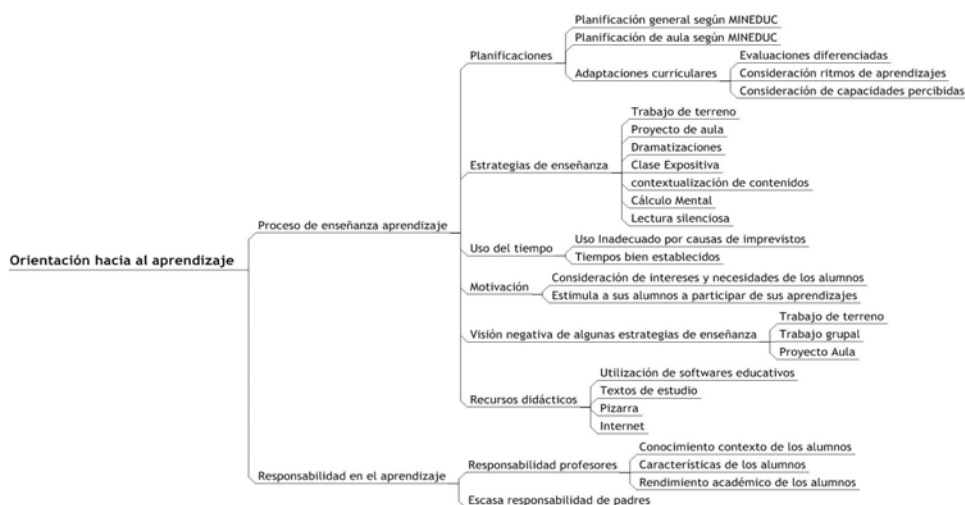 Orientación hacia al aprendizaje
Proceso de enseñanza aprendizaje
Planificaciones
Planificación general según MINEDUC
Planificación de aula según MINEDUC
Adaptaciones curriculares
Evaluaciones diferenciadas
Consideración ritmos de aprendizajes
Consideración de capacidades percibidas
Estrategias de enseñanza
Trabajo de terreno
Proyecto de aula
Dramatizaciones
Clase Expositiva
contextualización de contenidos
Cálculo Mental
Lectura silenciosa
Uso del tiempo
Uso Inadecuado por causas de imprevistos
Tiempos bien establecidos
Motivación
Consideración de intereses y necesidades de los alumnos
Estimula a sus alumnos a participar de sus aprendizajes
Visión negativa de algunas estrategias de enseñanza
Trabajo de terreno
Trabajo grupal
Proyecto Aula
Recursos didácticos
Utilización de softwares educativos
Textos de estudio
Pizarra
Internet
Responsabilidad en el aprendizaje
Responsabilidad profesores
Conocimiento contexto de los alumnos
Características de los alumnos
Rendimiento académico de los alumnos
Escasa responsabilidad de padres